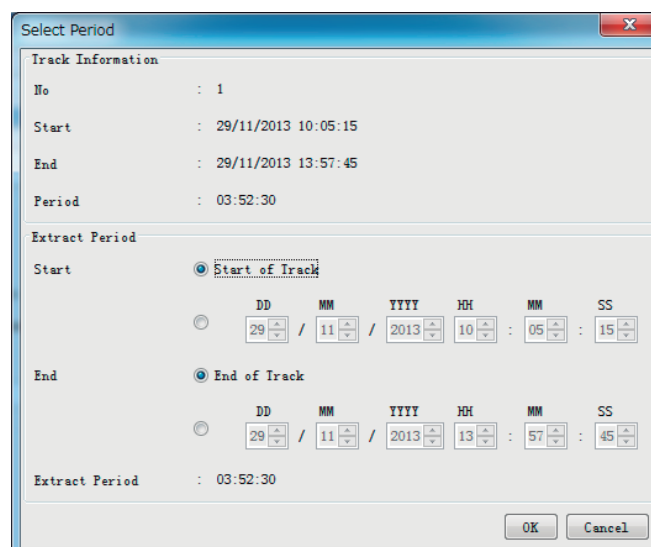 Select Period
Track Information
No : 1
Start : 29/11/2013 10:05:15
End : 29/11/2013 13:57:45
Period : 03:52:30
Extract Period
Start Start of Track
DD MM YYYY HH MM SS
29 / 11 / 2013 10 : 05 : 15
End End of Track
DD MM YYYY HH MM SS
29 / 11 / 2013 13 : 57 : 45
Extract Period : 03:52:30
OK Cancel